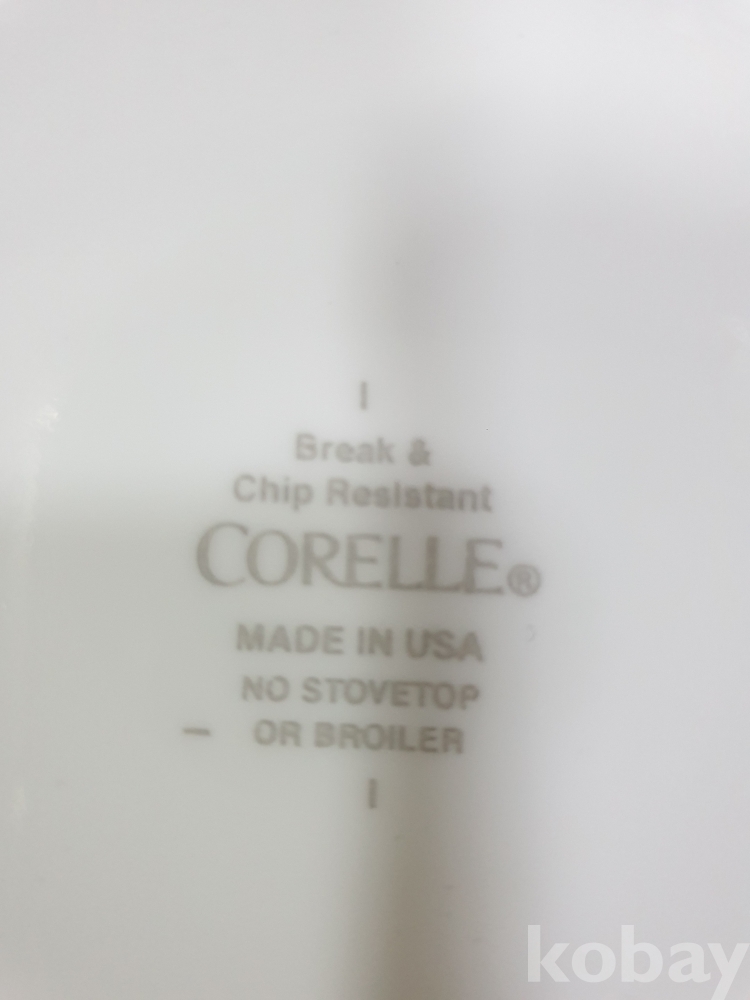 Break &
Chip Resistant
CORELLE®
MADE IN USA
NO STOVETOP
- OR BROILER
kobay